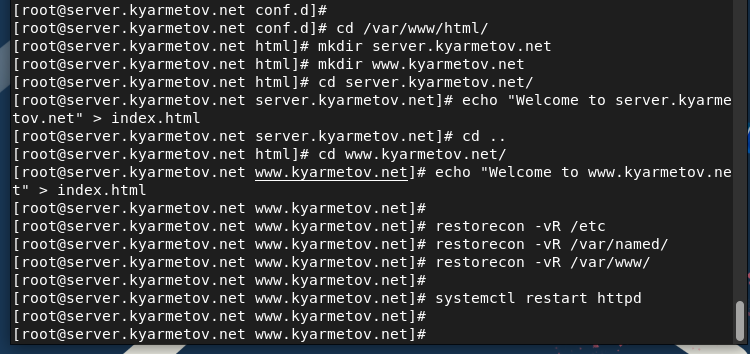 [root@server.kyarmetov.net conf.d]#
[root@server.kyarmetov.net conf.d]# cd /var/www/html/
[root@server.kyarmetov.net html]# mkdir server.kyarmetov.net
[root@server.kyarmetov.net html]# mkdir www.kyarmetov.net
[root@server.kyarmetov.net html]# cd server.kyarmetov.net/
[root@server.kyarmetov.net server.kyarmetov.net]# echo "Welcome to server.kyarme
tov.net" > index.html
[root@server.kyarmetov.net server.kyarmetov.net]# cd ..
[root@server.kyarmetov.net html]# cd www.kyarmetov.net/
[root@server.kyarmetov.net www.kyarmetov.net]# echo "Welcome to www.kyarmetov.ne
t" > index.html
[root@server.kyarmetov.net www.kyarmetov.net]#
[root@server.kyarmetov.net www.kyarmetov.net]# restorecon -vR /etc
[root@server.kyarmetov.net www.kyarmetov.net]# restorecon -vR /var/named/
[root@server.kyarmetov.net www.kyarmetov.net]# restorecon -vR /var/www/
[root@server.kyarmetov.net www.kyarmetov.net]#
[root@server.kyarmetov.net www.kyarmetov.net]# systemctl restart httpd
[root@server.kyarmetov.net www.kyarmetov.net]#
[root@server.kyarmetov.net www.kyarmetov.net]#